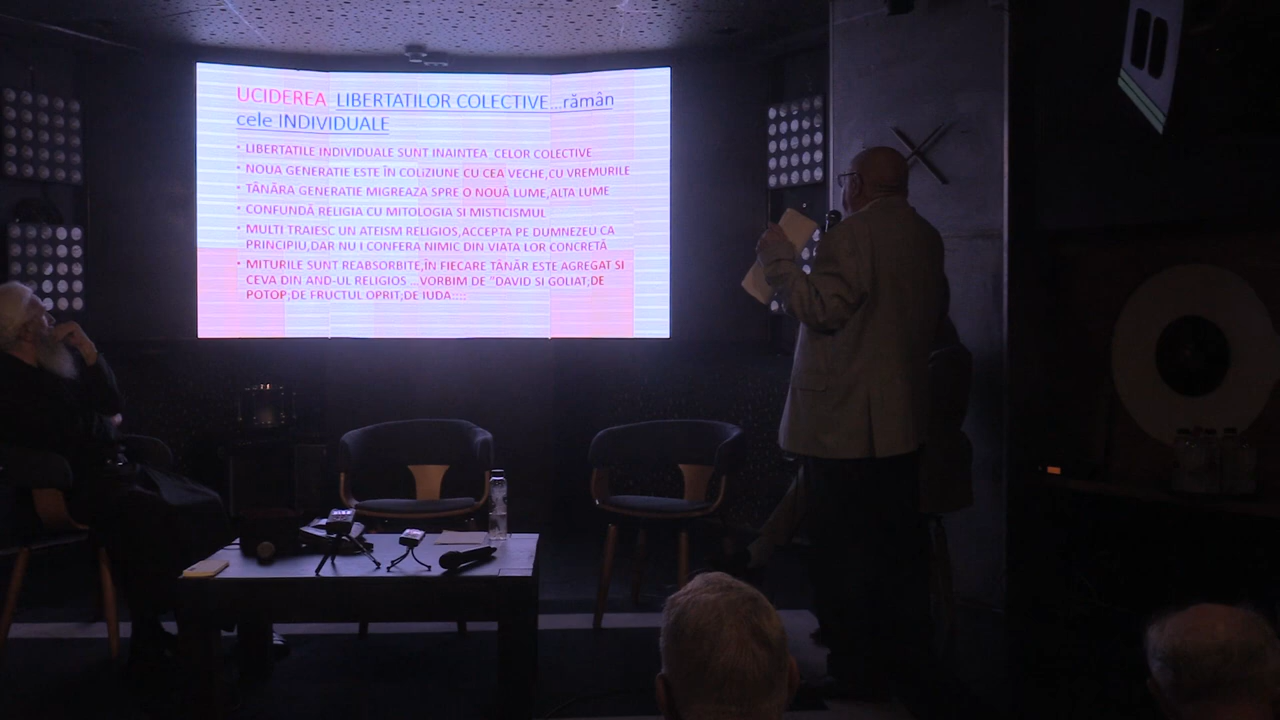 UCIDEREA LIBERTATILOR COLECTIVE...rămân
cele INDIVIDUALE
• LIBERTATILE INDIVIDUALE SUNT INAINTEA CELOR COLECTIVE
• NOUA GENERATIE ESTE ÎN COLIZIUNE CU CEA VECHE,CU VREMURILE
• TÂNĂRA GENERATIE MIGREAZA SPRE O NOUĂ LUME,ALTA LUME
• CONFUNDĂ RELIGIA CU MITOLOGIA SI MISTICISMUL
• MULTI TRAIESC UN ATEISM RELIGIOS,ACCEPTA PE DUMNEZEU CA
PRINCIPIU,DAR NU I CONFERA NIMIC DIN VIATA LOR CONCRETĂ
• MITURILE SUNT REABSORBITE,ÎN FIECARE TÂNĂR ESTE AGREGAT SI
CEVA DIN AND-UL RELIGIOS ...VORBIM DE "DAVID SI GOLIAT;DE
POTOP;DE FRUCTUL OPRIT;DE IUDA::::